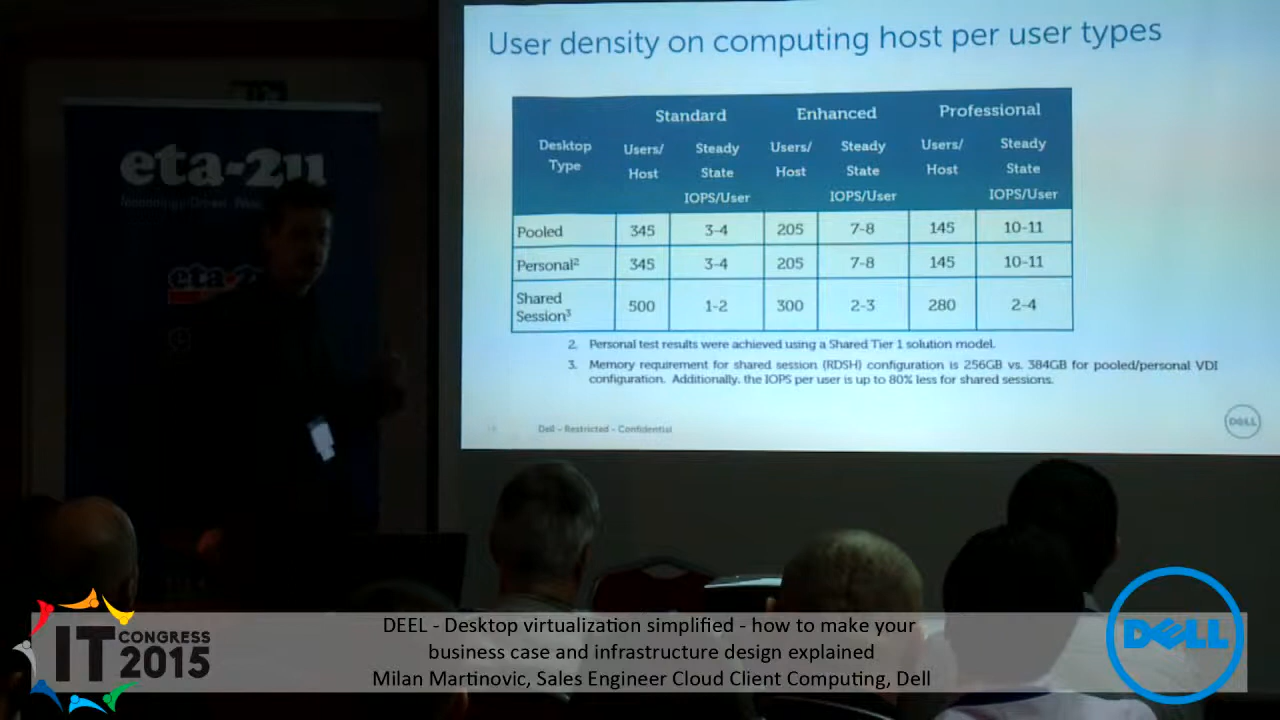 User density on computing host per user types
Standard Enhanced Professional
Desktop Type Users/ Host Steady State IOPS/User Users/ Host Steady State IOPS/User Users/ Host Steady State IOPS/User
Pooled 345 3-4 205 7-8 145 10-11
Personal² 345 3-4 205 7-8 145 10-11
Shared Session³ 500 1-2 300 2-3 280 2-4
2. Personal test results were achieved using a Shared Tier 1 solution model.
3. Memory requirement for shared session (RDSH) configuration is 256GB vs. 384GB for pooled/personal VDI
configuration. Additionally, the IOPS per user is up to 80% less for shared sessions.
Dell – Restricted – Confidential
DELL
eta-2u
eta-2
IT CONGRESS 2015
DEEL - Desktop virtualization simplified - how to make your
business case and infrastructure design explained
Milan Martinovic, Sales Engineer Cloud Client Computing, Dell
DELL